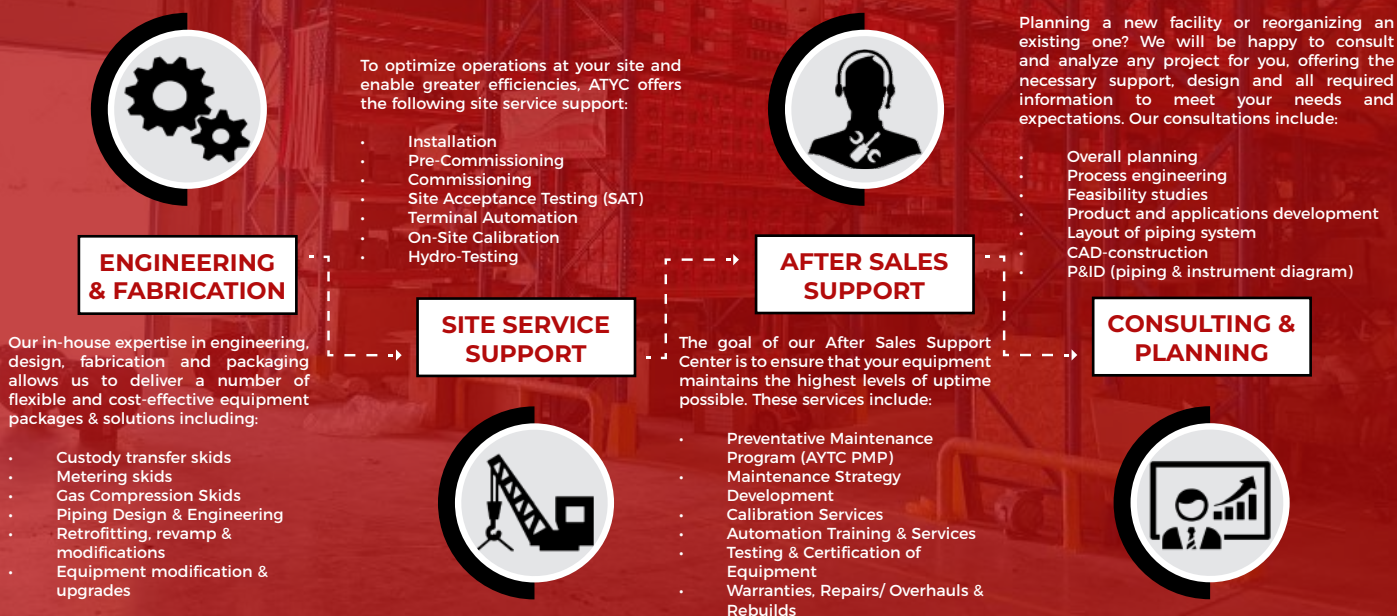 ENGINEERING
& FABRICATION
Our in-house expertise in engineering,
design, fabrication and packaging
allows us to deliver a number of
flexible and cost-effective equipment
packages & solutions including:
• Custody transfer skids
• Metering skids
• Gas Compression Skids
• Piping Design & Engineering
• Retrofitting, revamp &
modifications
• Equipment modification &
upgrades
To optimize operations at your site and
enable greater efficiencies, ATYC offers
the following site service support:
• Installation
• Pre-Commissioning
• Commissioning
• Site Acceptance Testing (SAT)
• Terminal Automation
• On-Site Calibration
• Hydro-Testing
SITE SERVICE
SUPPORT
AFTER SALES
SUPPORT
The goal of our After Sales Support
Center is to ensure that your equipment
maintains the highest levels of uptime
possible. These services include:
• Preventative Maintenance
Program (AYTC PMP)
• Maintenance Strategy
Development
• Calibration Services
• Automation Training & Services
• Testing & Certification of
Equipment
• Warranties, Repairs/ Overhauls &
Rebuilds
Planning a new facility or reorganizing an
existing one? We will be happy to consult
and analyze any project for you, offering the
necessary support, design and all required
information to meet your needs and
expectations. Our consultations include:
• Overall planning
• Process engineering
• Feasibility studies
• Product and applications development
• Layout of piping system
• CAD-construction
• P&ID (piping & instrument diagram)
CONSULTING &
PLANNING